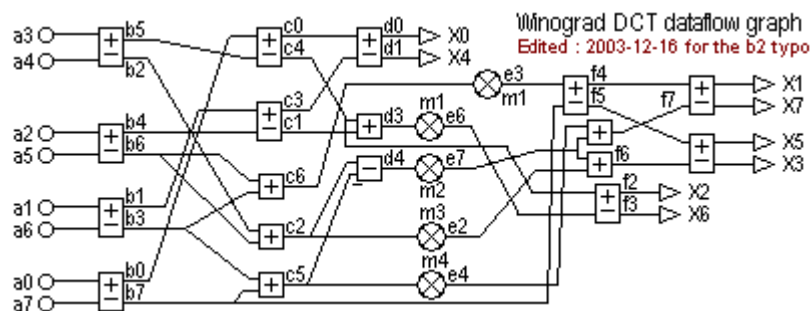 Winograd DCT dataflow graph
Edited : 2003-12-16 for the b2 typo
a3 b5 c0 d0 X0
a4 b2 c4 d1 X4
e3 m1 f4 X1
f5 f7 X7
a2 b4 c3 m1
a5 b6 c1 d3 e6 X5
c6 d4 e7 f6 X3
m2
a1 b1 f2 X2
a6 b3 c2 m3 e2 f3 X6
m4
a0 b0 c5 e4
a7 b7